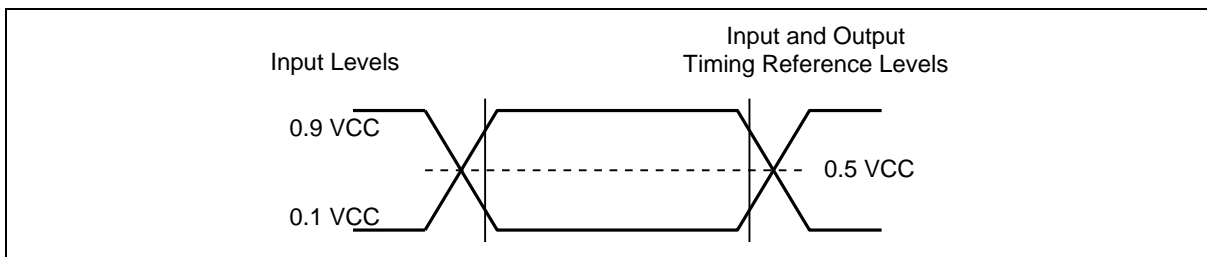 Input and Output
Input Levels
Timing Reference Levels
0.9 VCC
0.5 VCC
0.1 VCC